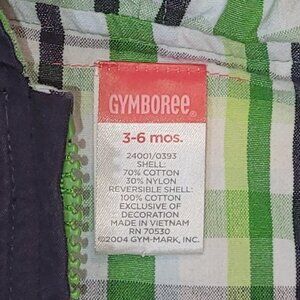 GYMBOREE
3-6 mos.
24001/0393
SHELL:
70% COTTON
30% NYLON
REVERSIBLE SHELL:
100% COTTON
EXCLUSIVE OF
DECORATION
MADE IN VIETNAM
RN 70530
©2004 GYM-MARK, INC.